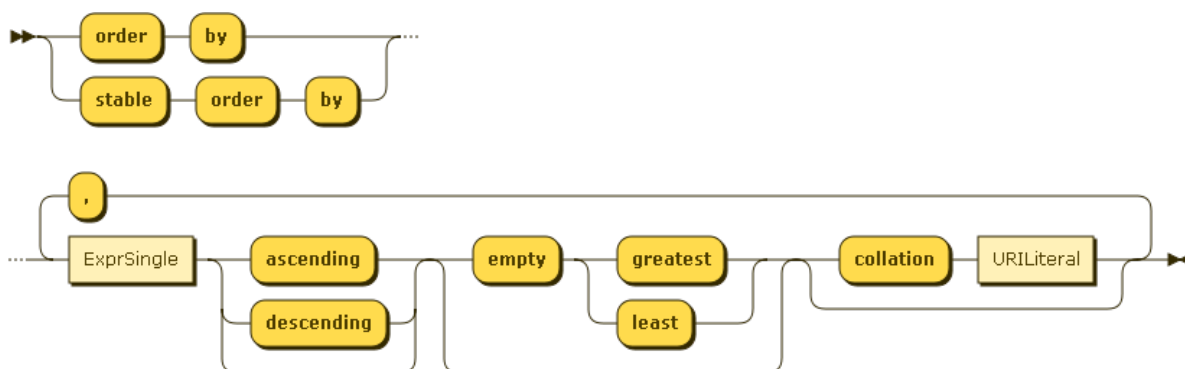 order by
stable order by
,
ExprSingle ascending empty greatest collation URILiteral
descending least